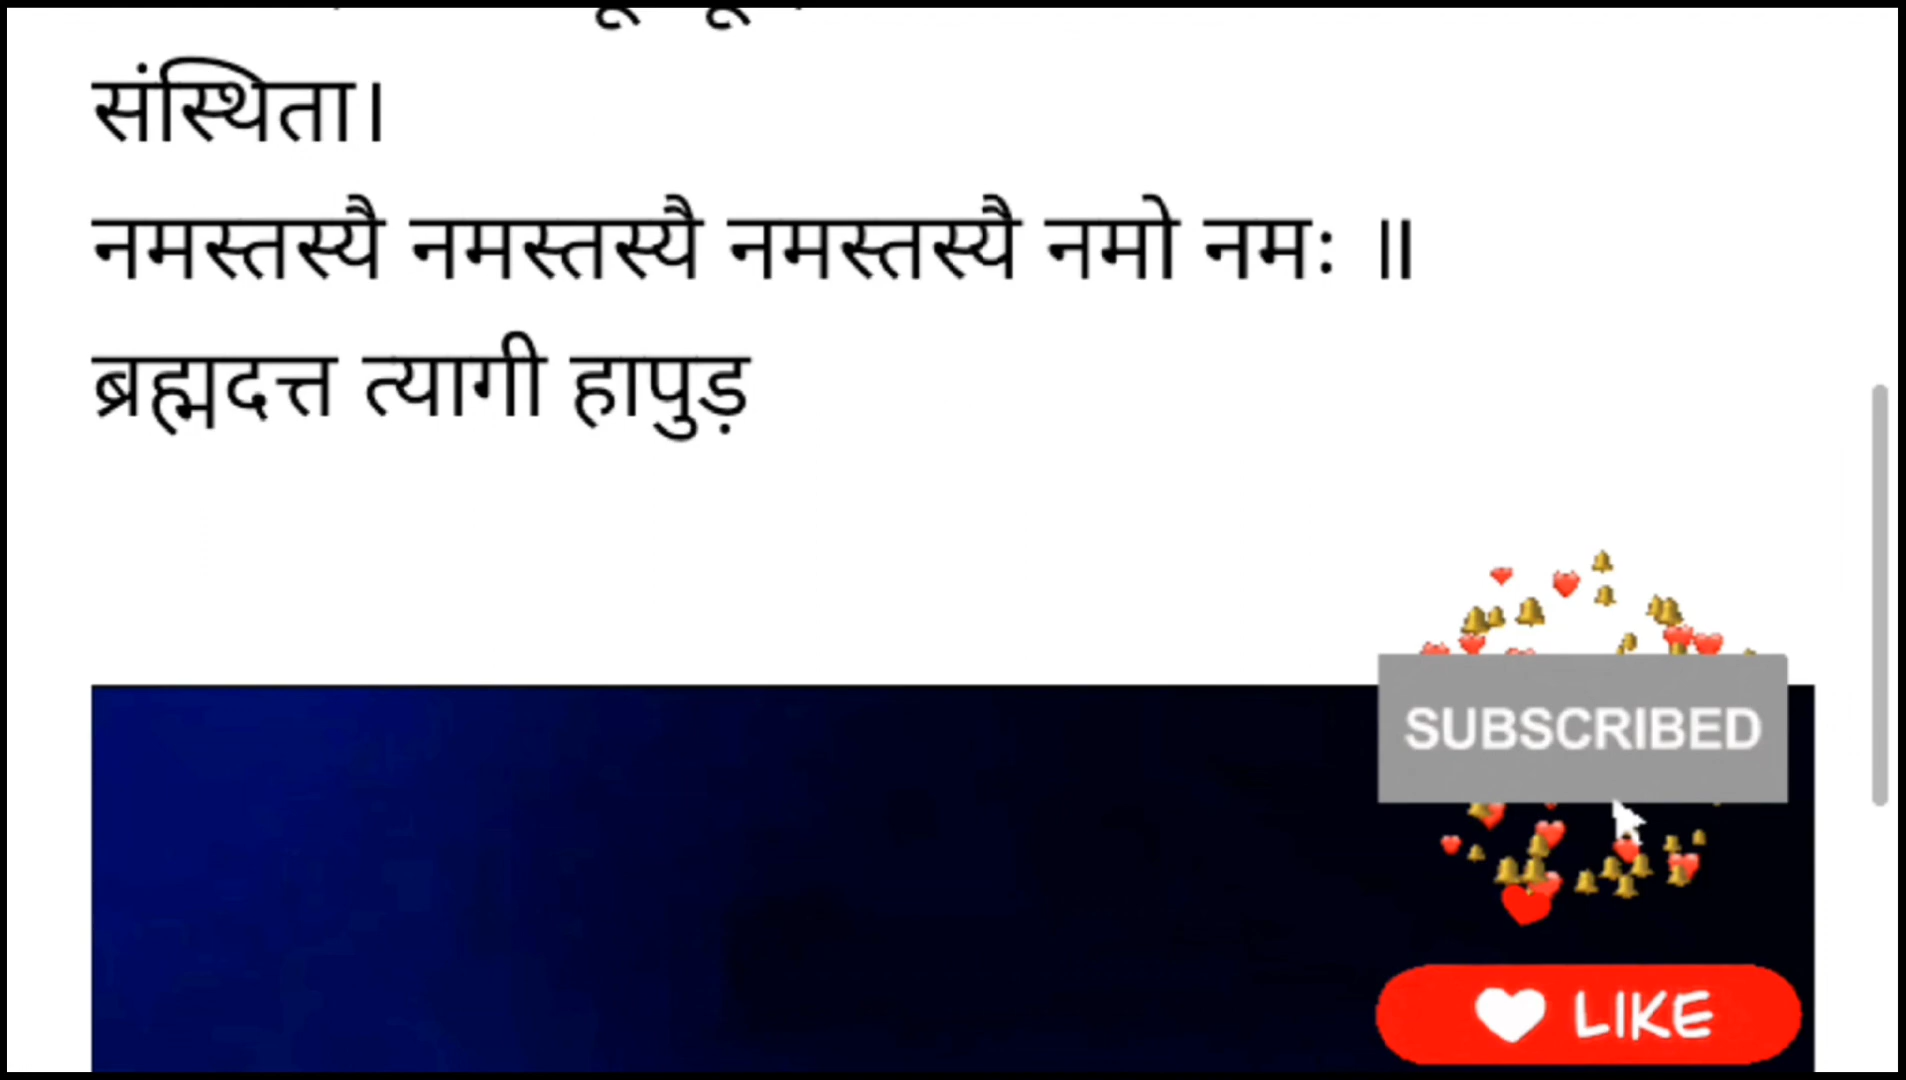 संस्थिता।
नमस्तस्यै नमस्तस्यै नमस्तस्यै नमो नमः ॥
ब्रह्मदत्त त्यागी हापुड़
SUBSCRIBED
LIKE